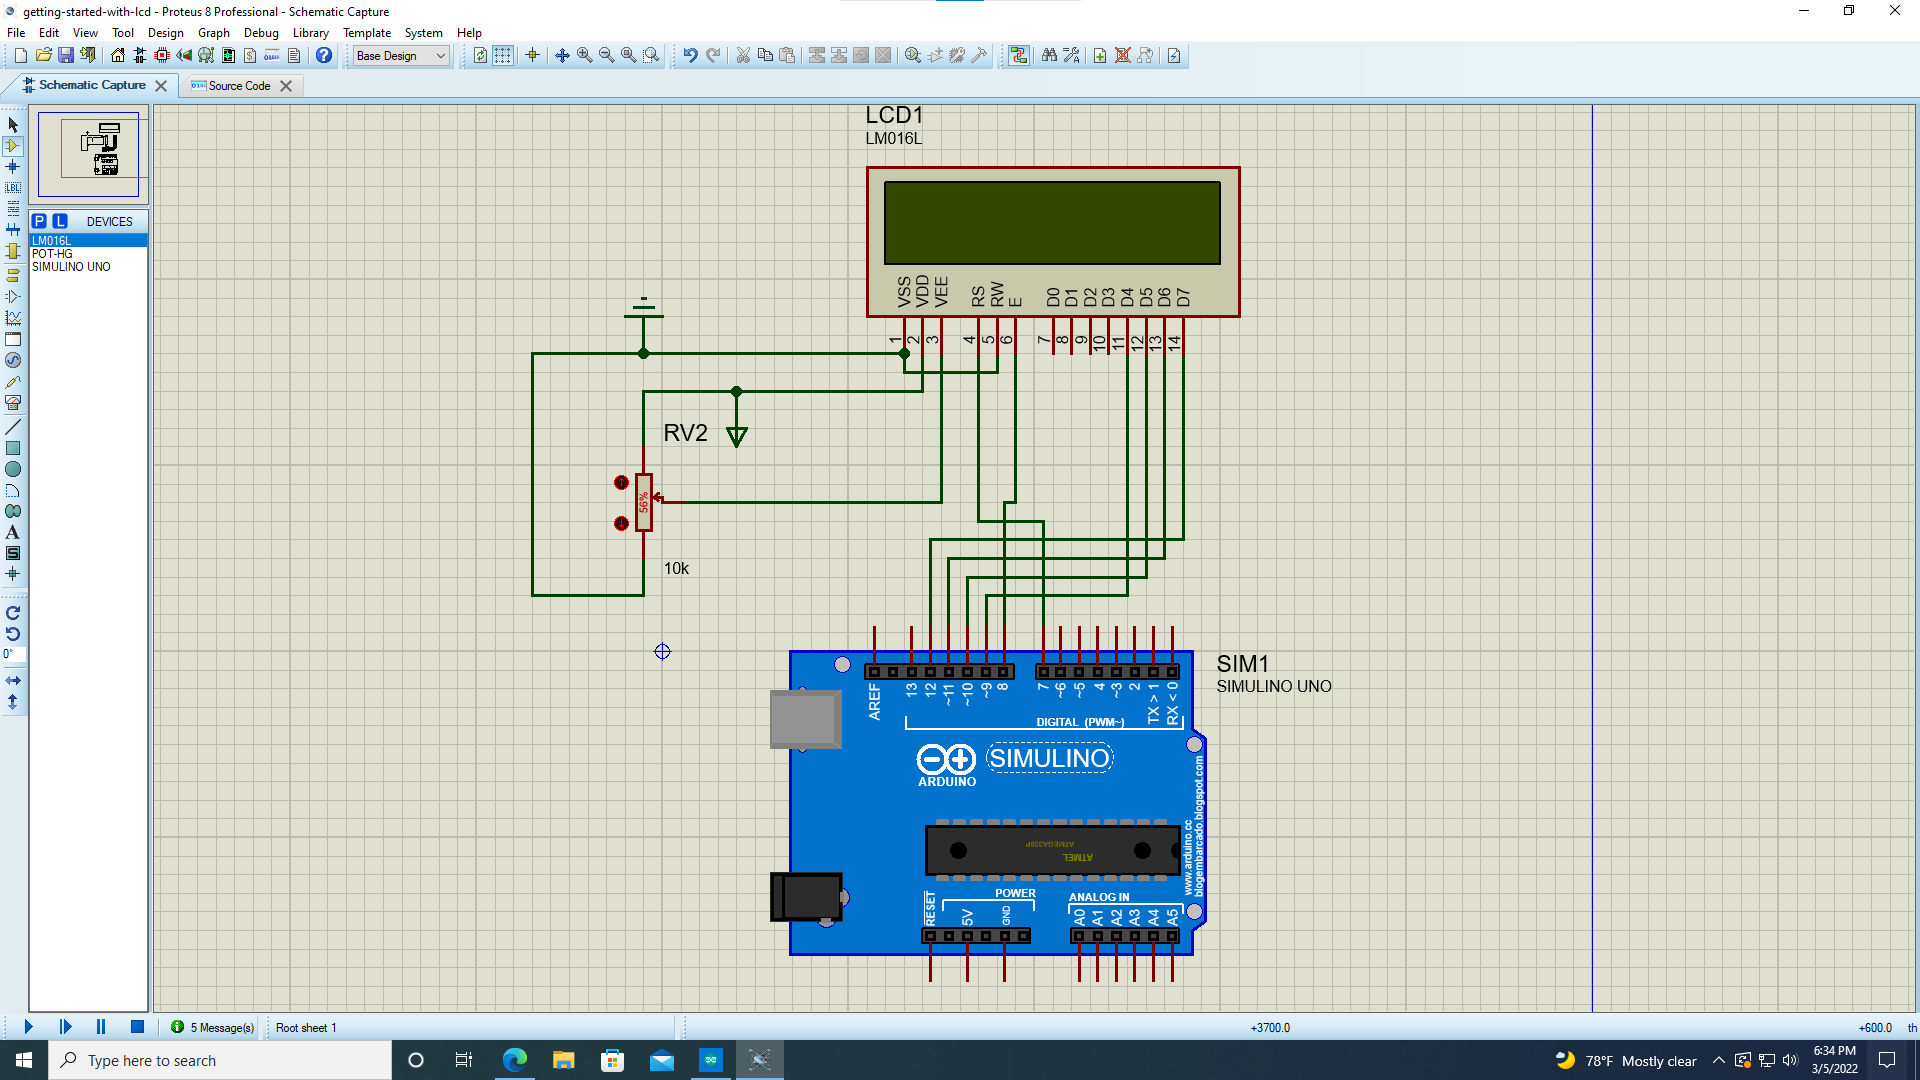 getting-started-with-lcd - Proteus 8 Professional - Schematic Capture
File Edit View Tool Design Graph Debug Library Template System Help
Base Design
Schematic Capture
Source Code
P L DEVICES
LM016L
POT-HG
SIMULINO UNO
LBL
A
S
0°
LCD1
LM016L
VSS VDD VEE RS RW E D0 D1 D2 D3 D4 D5 D6 D7
1 2 3 4 5 6 7 8 9 10 11 12 13 14
RV2
56%
10k
SIM1
SIMULINO UNO
AREF 13 12 ~11 ~10 ~9 8 7 ~6 ~5 4 ~3 2 TX > 1 RX < 0
DIGITAL (PWM~)
SIMULINO
ARDUINO
www.arduino.cc
blogembarcado.blogspot.com
ATMEGA328P
ATMEL
RESET 5V GND
POWER
ANALOG IN
A0 A1 A2 A3 A4 A5
5 Message(s)
Root sheet 1
+3700.0
+600.0
th
Type here to search
78°F Mostly clear
6:34 PM
3/5/2022